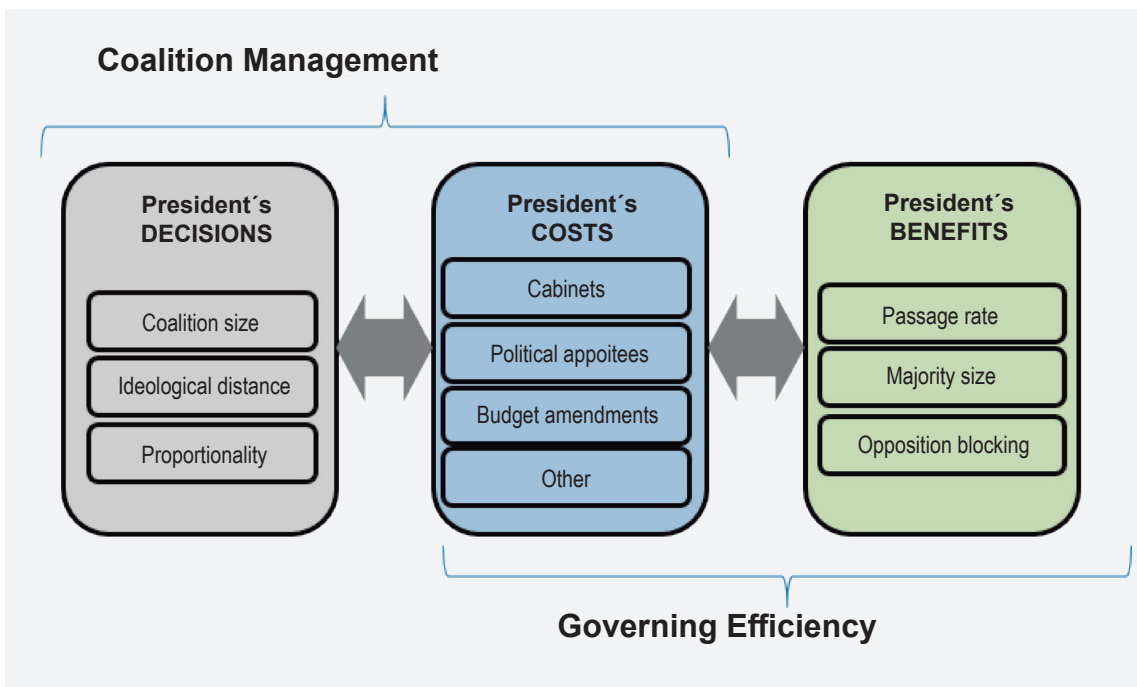 Coalition Management
President´s
DECISIONS
Coalition size
Ideological distance
Proportionality
President´s
COSTS
Cabinets
Political appoitees
Budget amendments
Other
President´s
BENEFITS
Passage rate
Majority size
Opposition blocking
Governing Efficiency